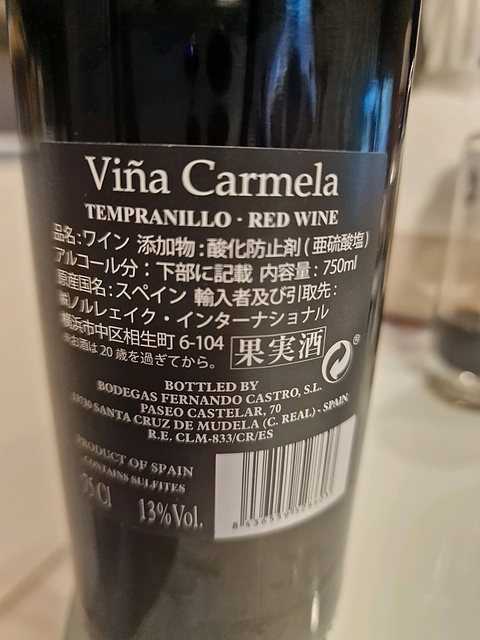 Viña Carmela
TEMPRANILLO · RED WINE
品名:ワイン 添加物:酸化防止剤(亜硫酸塩)
アルコール分:下部に記載 内容量:750ml
原産国名:スペイン 輸入者及び引取先:
㈱ノルレェイク・インターナショナル
横浜市中区相生町 6-104 果実酒
※お酒は20歳を過ぎてから。
BOTTLED BY
BODEGAS FERNANDO CASTRO, S.L.
PASEO CASTELAR, 70
13730 SANTA CRUZ DE MUDELA (C. REAL) - SPAIN
R.E. CLM-833/CR/ES
PRODUCT OF SPAIN
CONTAINS SULFITES
75 Cl 13%Vol.